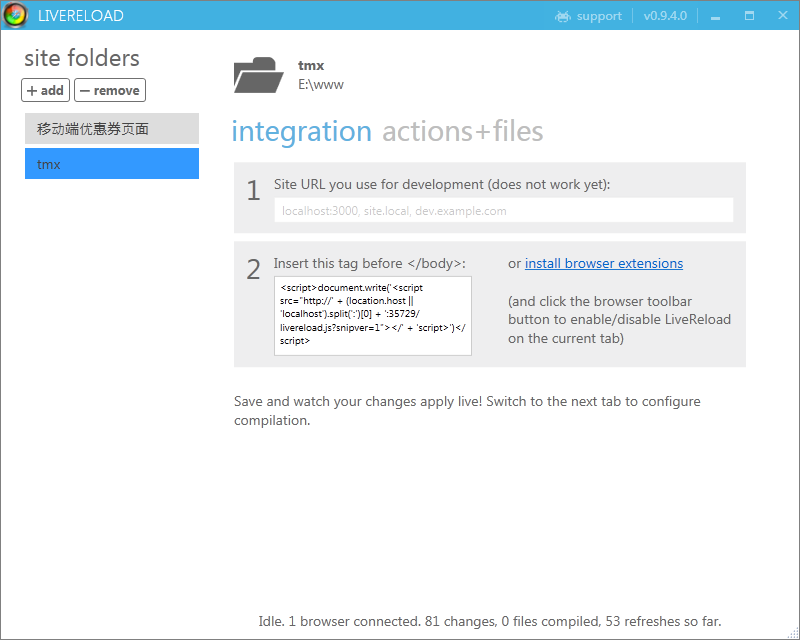 LIVERELOAD
support
v0.9.4.0
site folders
+ add
− remove
移动端优惠券页面
tmx
tmx
E:\www
integration actions+files
1
Site URL you use for development (does not work yet):
localhost:3000, site.local, dev.example.com
2
Insert this tag before </body>:
<script>document.write('<script
src="http://' + (location.host ||
'localhost').split(':')[0] + ':35729/
livereload.js?snipver=1"></' + 'script>')</
script>
or install browser extensions
(and click the browser toolbar
button to enable/disable LiveReload
on the current tab)
Save and watch your changes apply live! Switch to the next tab to configure
compilation.
Idle. 1 browser connected. 81 changes, 0 files compiled, 53 refreshes so far.